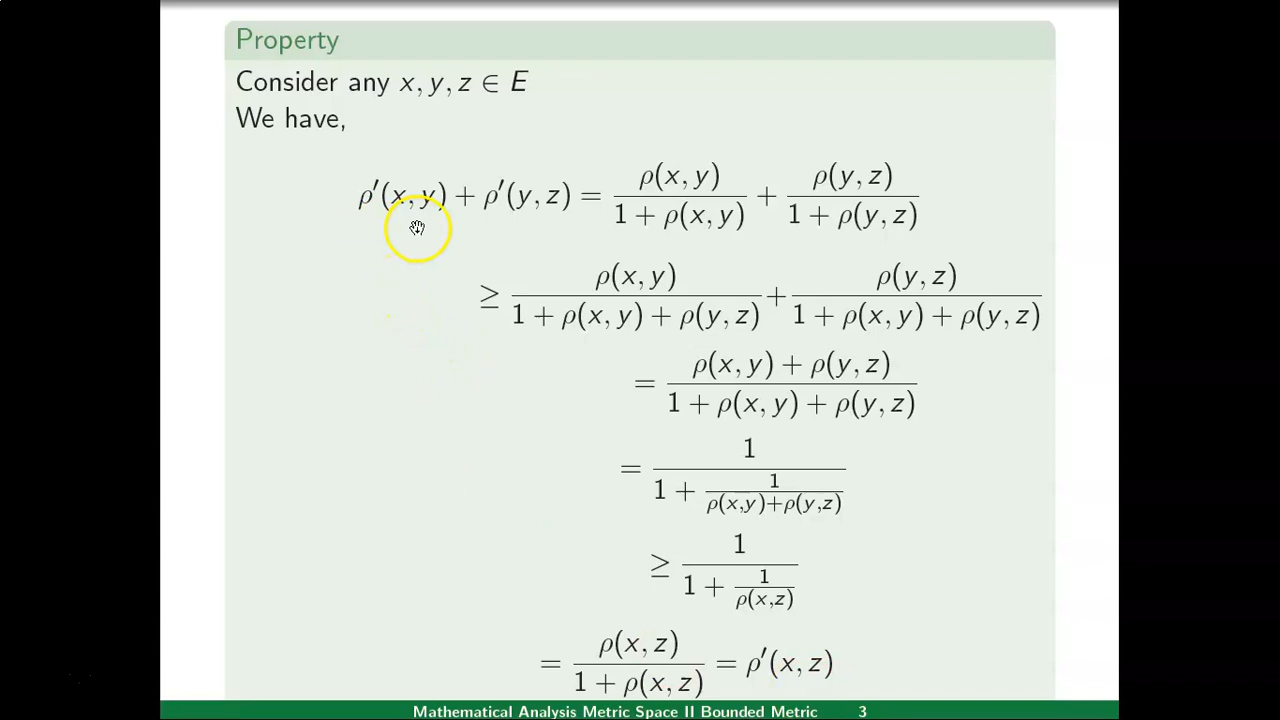 Property
Consider any x, y, z ∈ E
We have,
ρ′(x, y) + ρ′(y, z) = ρ(x, y) / (1 + ρ(x, y)) + ρ(y, z) / (1 + ρ(y, z))
≥ ρ(x, y) / (1 + ρ(x, y) + ρ(y, z)) + ρ(y, z) / (1 + ρ(x, y) + ρ(y, z))
= (ρ(x, y) + ρ(y, z)) / (1 + ρ(x, y) + ρ(y, z))
= 1 / (1 + 1 / (ρ(x,y)+ρ(y,z)))
≥ 1 / (1 + 1 / ρ(x,z))
= ρ(x, z) / (1 + ρ(x, z)) = ρ′(x, z)
Mathematical Analysis Metric Space II Bounded Metric 3